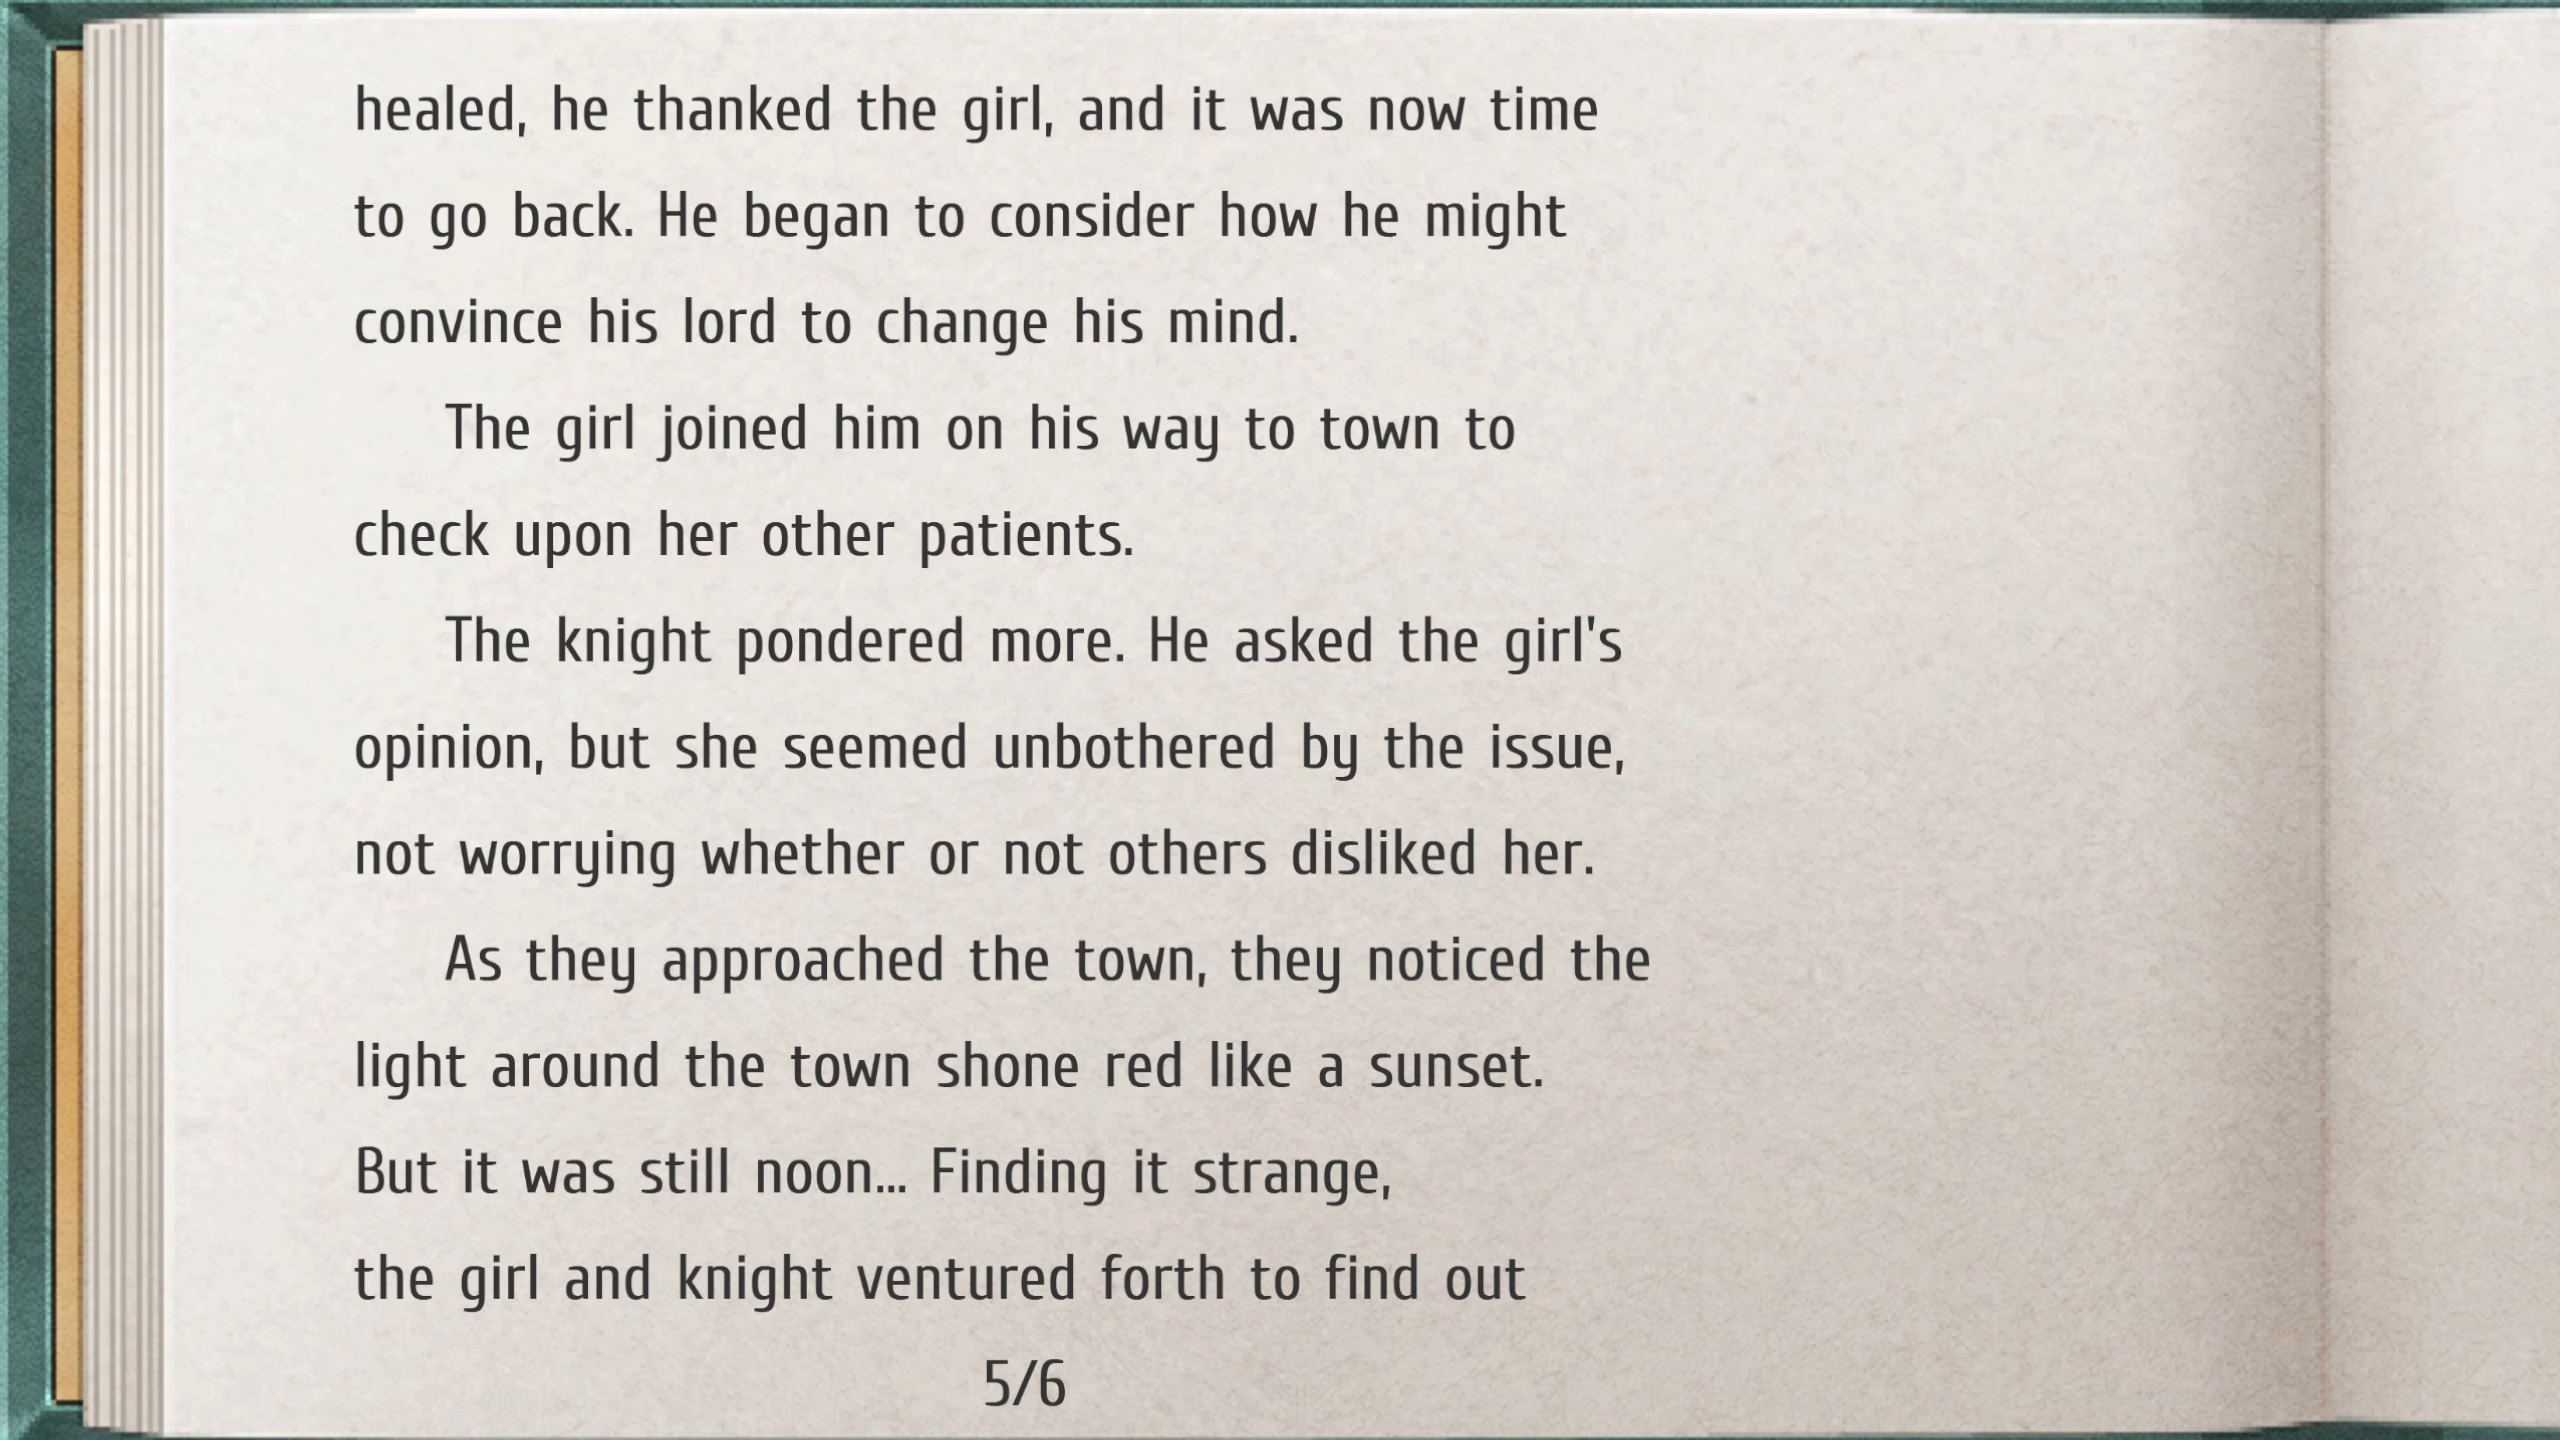 healed, he thanked the girl, and it was now time
to go back. He began to consider how he might
convince his lord to change his mind.
The girl joined him on his way to town to
check upon her other patients.
The knight pondered more. He asked the girl's
opinion, but she seemed unbothered by the issue,
not worrying whether or not others disliked her.
As they approached the town, they noticed the
light around the town shone red like a sunset.
But it was still noon... Finding it strange,
the girl and knight ventured forth to find out
5/6